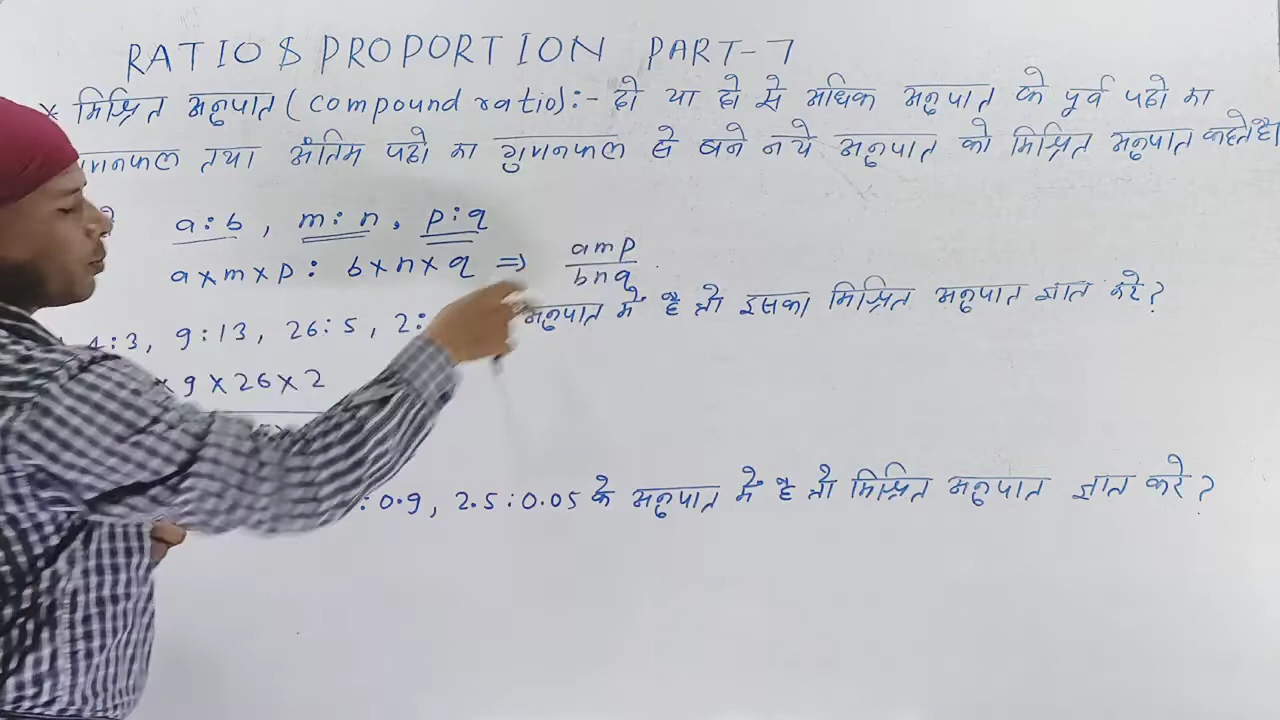 RATIO & PROPORTION PART-7
* मिश्रित अनुपात (compound ratio):- दो या दो से अधिक अनुपात के पूर्व पदो का
गुणनफल तथा अंतिम पदो का गुणनफल से बने नये अनुपात को मिश्रित अनुपात कहते है।
a:b, m:n, p:q
a×m×p : b×n×q ⇒ amp/bnq
4:3, 9:13, 26:5, 2: अनुपात में है तो इसका मिश्रित अनुपात ज्ञात करे?
×9×26×2
:0.9, 2.5:0.05 के अनुपात में है तो मिश्रित अनुपात ज्ञात करे?